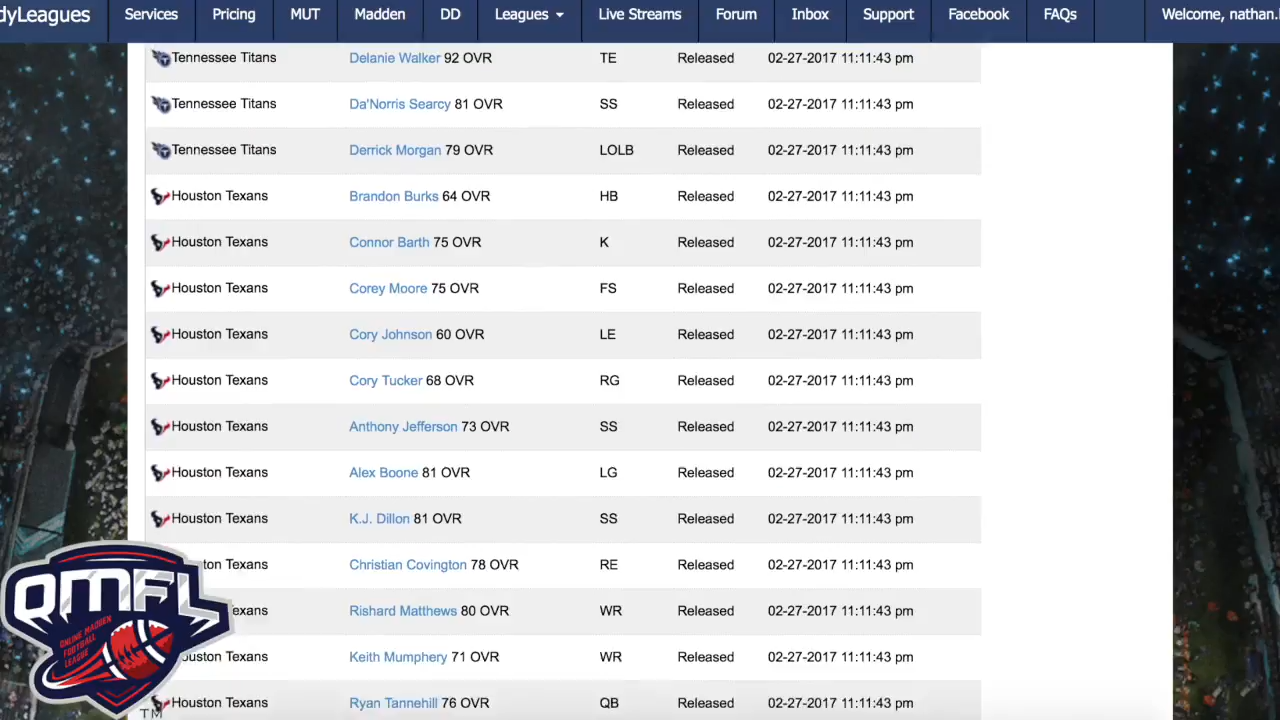 dyLeagues Services Pricing MUT Madden DD Leagues Live Streams Forum Inbox Support Facebook FAQs Welcome, nathan.
Tennessee Titans Delanie Walker 92 OVR TE Released 02-27-2017 11:11:43 pm
Tennessee Titans Da'Norris Searcy 81 OVR SS Released 02-27-2017 11:11:43 pm
Tennessee Titans Derrick Morgan 79 OVR LOLB Released 02-27-2017 11:11:43 pm
Houston Texans Brandon Burks 64 OVR HB Released 02-27-2017 11:11:43 pm
Houston Texans Connor Barth 75 OVR K Released 02-27-2017 11:11:43 pm
Houston Texans Corey Moore 75 OVR FS Released 02-27-2017 11:11:43 pm
Houston Texans Cory Johnson 60 OVR LE Released 02-27-2017 11:11:43 pm
Houston Texans Cory Tucker 68 OVR RG Released 02-27-2017 11:11:43 pm
Houston Texans Anthony Jefferson 73 OVR SS Released 02-27-2017 11:11:43 pm
Houston Texans Alex Boone 81 OVR LG Released 02-27-2017 11:11:43 pm
Houston Texans K.J. Dillon 81 OVR SS Released 02-27-2017 11:11:43 pm
ton Texans Christian Covington 78 OVR RE Released 02-27-2017 11:11:43 pm
exans Rishard Matthews 80 OVR WR Released 02-27-2017 11:11:43 pm
uston Texans Keith Mumphery 71 OVR WR Released 02-27-2017 11:11:43 pm
Houston Texans Ryan Tannehill 76 OVR QB Released 02-27-2017 11:11:43 pm
OMFL
ONLINE MADDEN
FOOTBALL
LEAGUE
TM